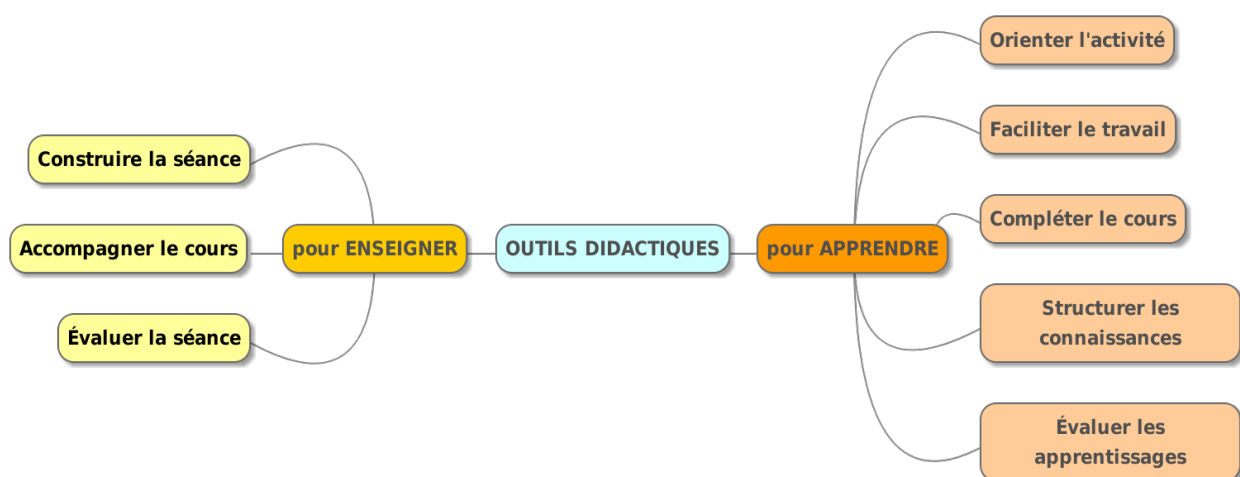 Orienter l'activité
Faciliter le travail
Construire la séance
Compléter le cours
Accompagner le cours
pour ENSEIGNER
OUTILS DIDACTIQUES
pour APPRENDRE
Structurer les
connaissances
Évaluer la séance
Évaluer les
apprentissages